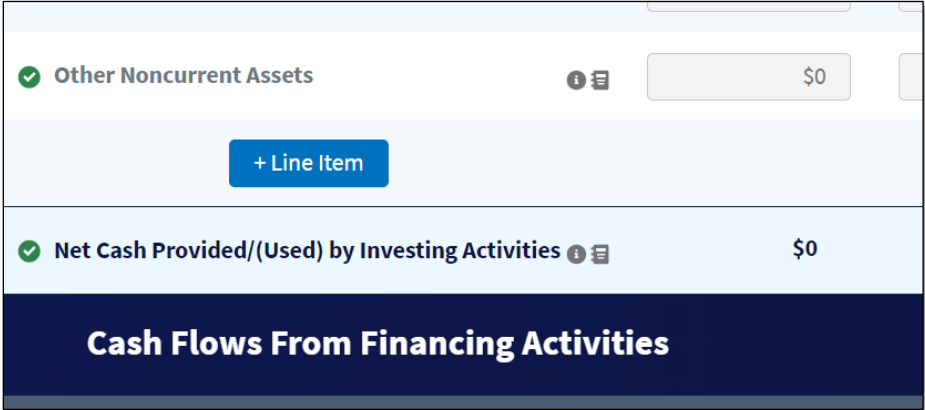 Other Noncurrent Assets $0
+ Line Item
Net Cash Provided/(Used) by Investing Activities $0
Cash Flows From Financing Activities